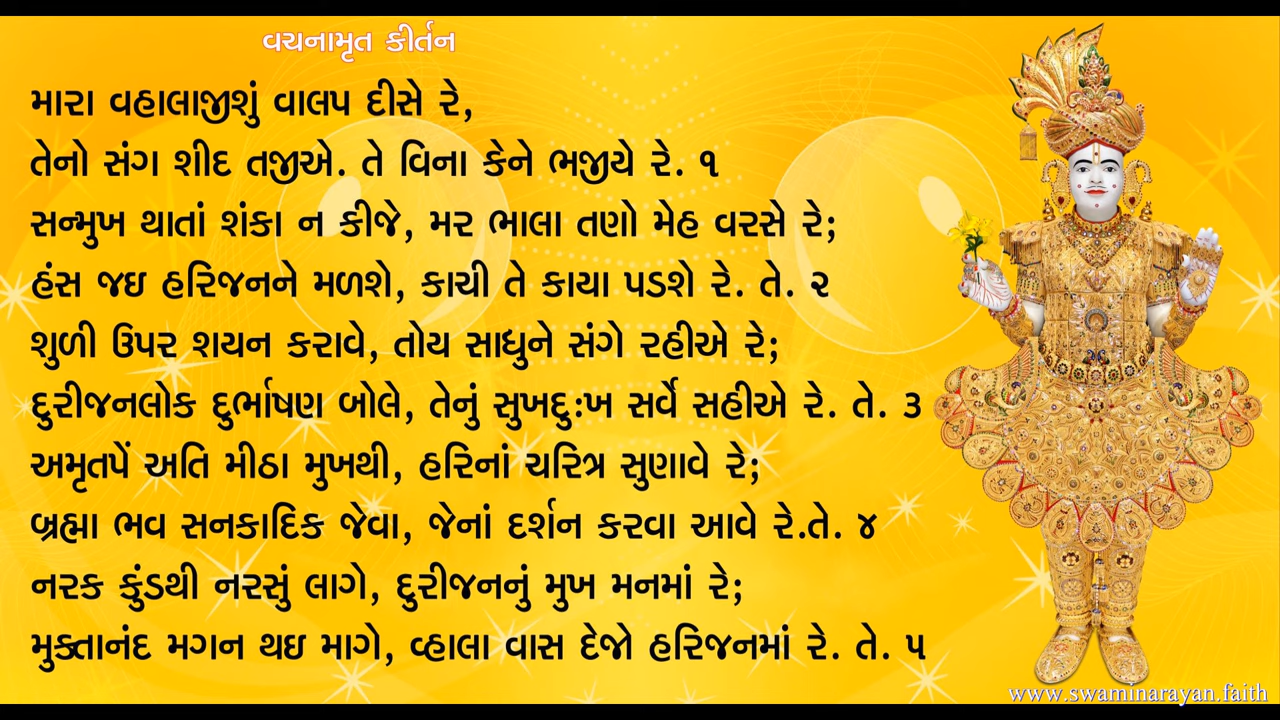 વચનામૃત કીર્તન
મારા વહાલાજીશું વાલપ દીસે રે,
તેનો સંગ શીદ તજીએ. તે વિના કેને ભજીયે રે. ૧
સન્મુખ થાતાં શંકા ન કીજે, મર ભાલા તણો મેહ વરસે રે;
હંસ જઇ હરિજનને મળશે, કાચી તે કાયા પડશે રે. તે. ૨
શુળી ઉપર શયન કરાવે, તોય સાધુને સંગે રહીએ રે;
દુરીજનલોક દુર્ભાષણ બોલે, તેનું સુખદુઃખ સર્વે સહીએ રે. તે. ૩
અમૃતપેં અતિ મીઠા મુખથી, હરિનાં ચરિત્ર સુણાવે રે;
બ્રહ્મા ભવ સનકાદિક જેવા, જેનાં દર્શન કરવા આવે રે.તે. ૪
નરક કુંડથી નરસું લાગે, દુરીજનનું મુખ મનમાં રે;
મુક્તાનંદ મગન થઇ માગે, વ્હાલા વાસ દેજો હરિજનમાં રે. તે. ૫
www.swaminarayan.faith